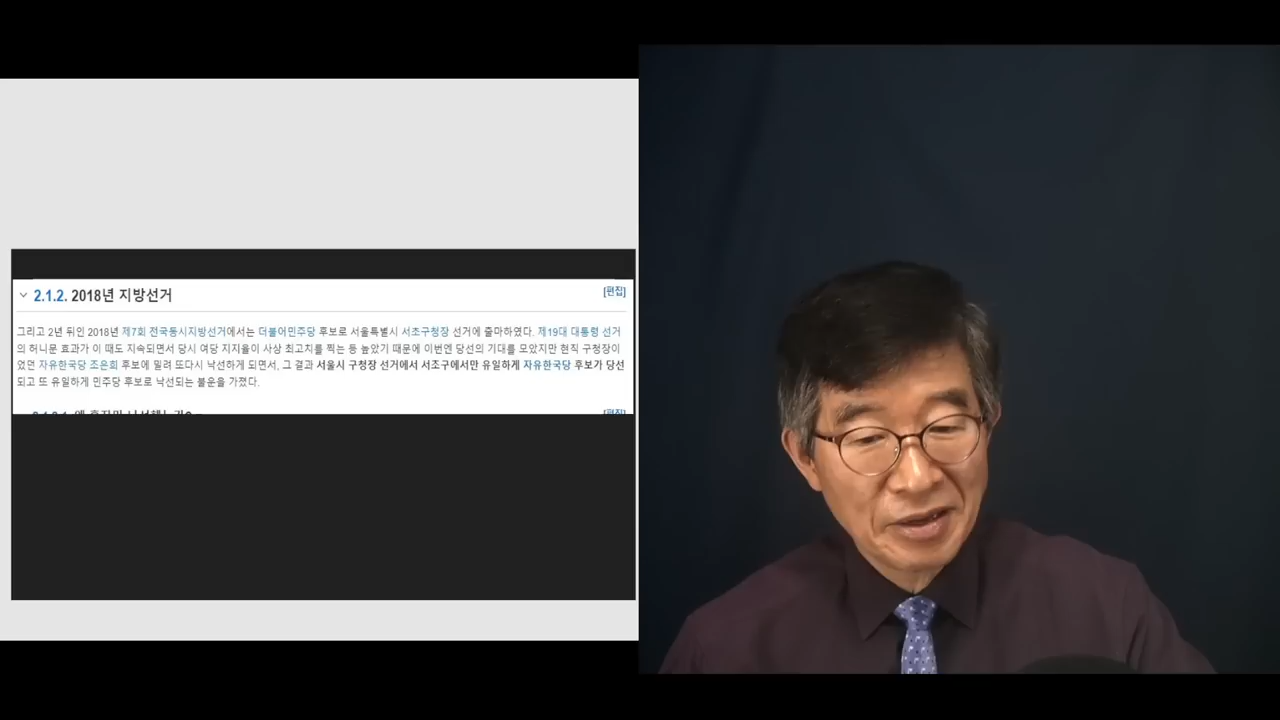 2.1.2. 2018년 지방선거
[편집]
그리고 2년 뒤인 2018년 제7회 전국동시지방선거에서는 더불어민주당 후보로 서울특별시 서초구청장 선거에 출마하였다. 제19대 대통령 선거
의 허니문 효과가 이 때도 지속되면서 당시 여당 지지율이 사상 최고치를 찍는 등 높았기 때문에 이번엔 당선의 기대를 모았지만 현직 구청장이
었던 자유한국당 조은희 후보에 밀려 또다시 낙선하게 되면서, 그 결과 서울시 구청장 선거에서 서초구에서만 유일하게 자유한국당 후보가 당선
되고 또 유일하게 민주당 후보로 낙선되는 불운을 가졌다.